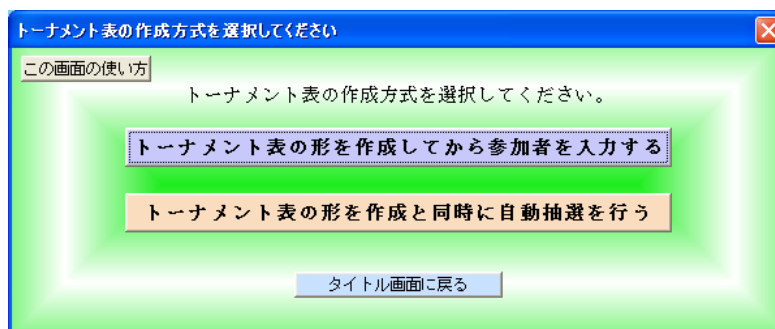 トーナメント表の作成方式を選択してください
この画面の使い方
トーナメント表の作成方式を選択してください。
トーナメント表の形を作成してから参加者を入力する
トーナメント表の形を作成と同時に自動抽選を行う
タイトル画面に戻る